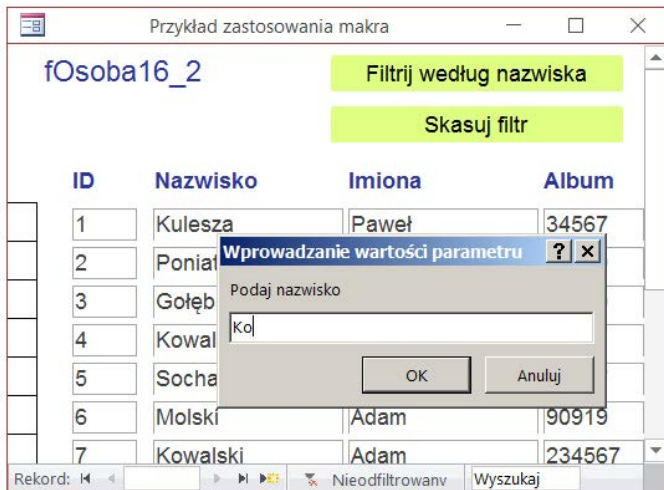 Przykład zastosowania makra
fOsoba16_2
Filtrij według nazwiska
Skasuj filtr
ID Nazwisko Imiona Album
1 Kulesza Paweł 34567
2 Poniat
3 Gołęb
4 Kowal
5 Socha
6 Molski Adam 90919
7 Kowalski Adam 234567
Wprowadzanie wartości parametru
Podaj nazwisko
Ko
OK Anuluj
Rekord: Nieodfiltrowany Wyszukaj